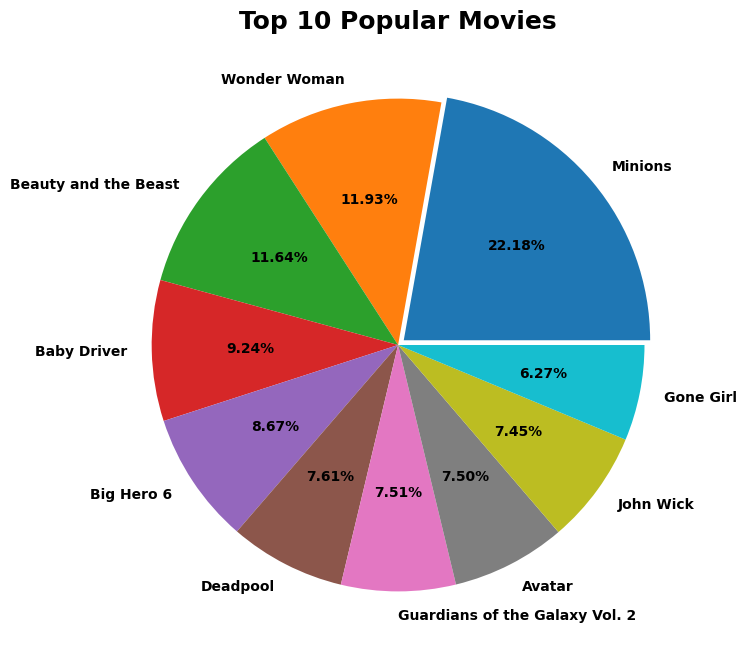 Top 10 Popular Movies
Wonder Woman
Minions
Beauty and the Beast
11.93%
22.18%
11.64%
Baby Driver
9.24%
6.27%
Gone Girl
8.67%
7.45%
Big Hero 6
7.61%
7.51%
7.50%
John Wick
Deadpool
Avatar
Guardians of the Galaxy Vol. 2